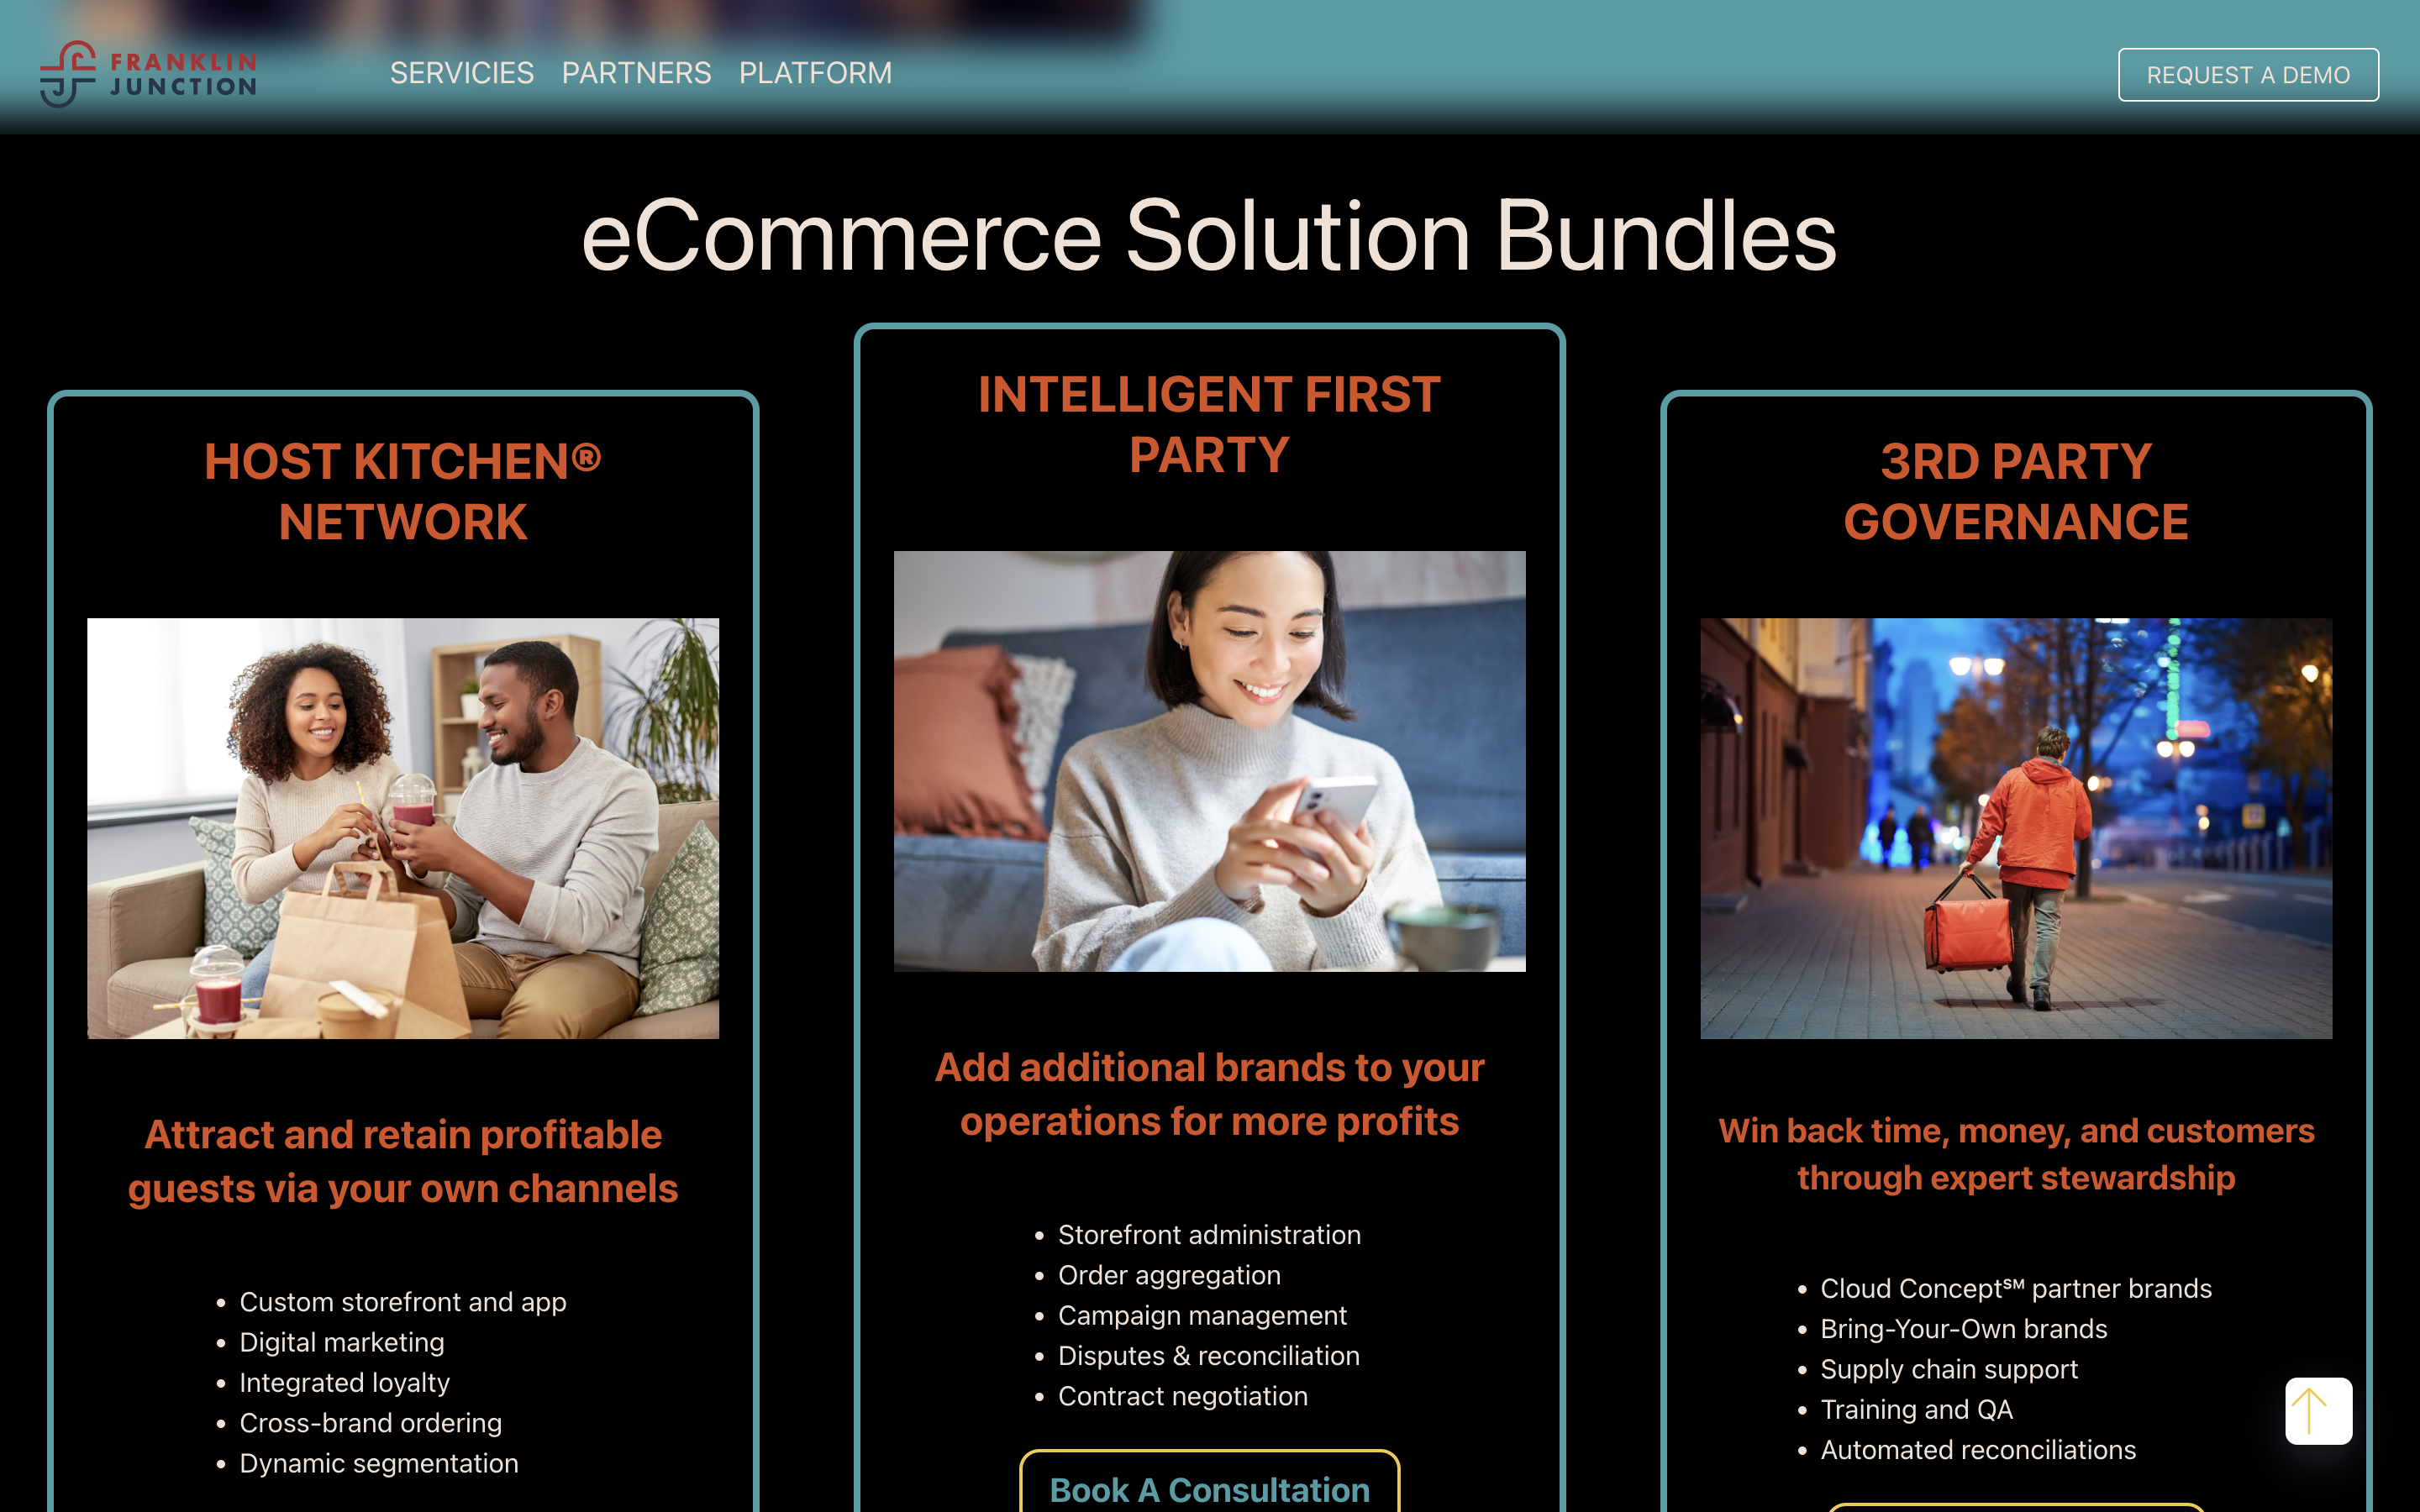 FRANKLIN
JUNCTION
SERVICIES PARTNERS PLATFORM
REQUEST A DEMO
eCommerce Solution Bundles
HOST KITCHEN®
NETWORK
Attract and retain profitable
guests via your own channels
• Custom storefront and app
• Digital marketing
• Integrated loyalty
• Cross-brand ordering
• Dynamic segmentation
INTELLIGENT FIRST
PARTY
Add additional brands to your
operations for more profits
• Storefront administration
• Order aggregation
• Campaign management
• Disputes & reconciliation
• Contract negotiation
Book A Consultation
3RD PARTY
GOVERNANCE
Win back time, money, and customers
through expert stewardship
• Cloud Concept℠ partner brands
• Bring-Your-Own brands
• Supply chain support
• Training and QA
• Automated reconciliations